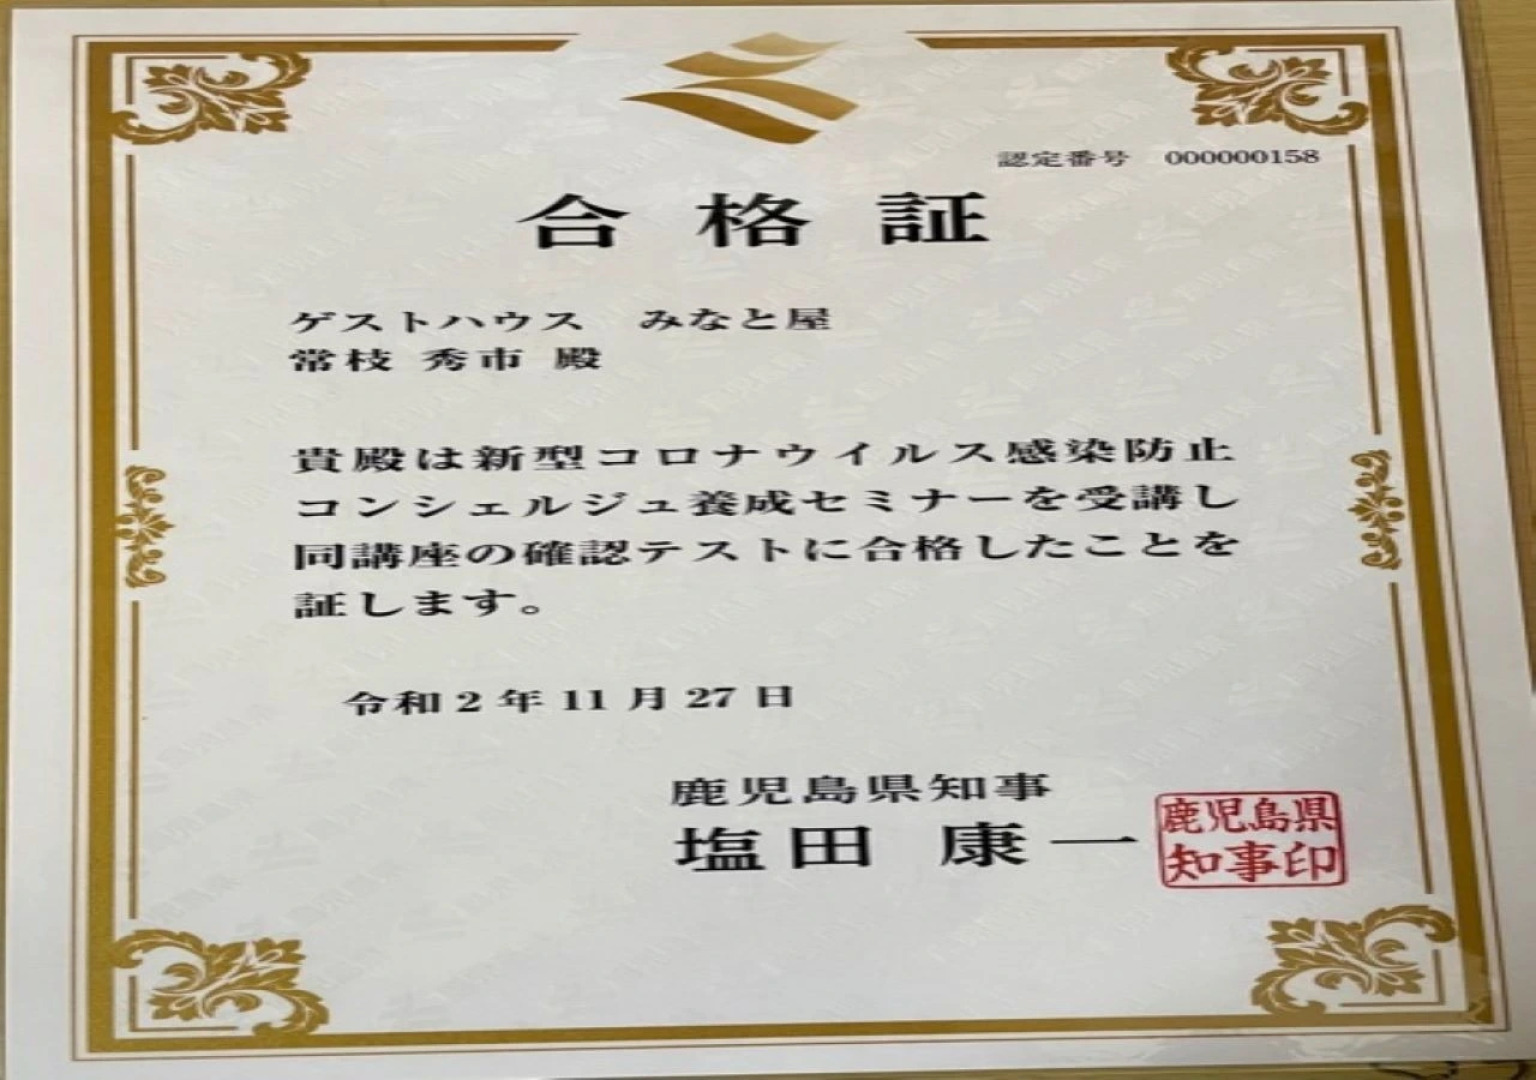 認定番号 000000158
合格証
ゲストハウス みなと屋
常枝 秀市 殿
貴殿は新型コロナウイルス感染防止
コンシェルジュ養成セミナーを受講し
同講座の確認テストに合格したことを
証します。
令和2年11月27日
鹿児島県知事
塩田 康一
鹿児島県
知事印